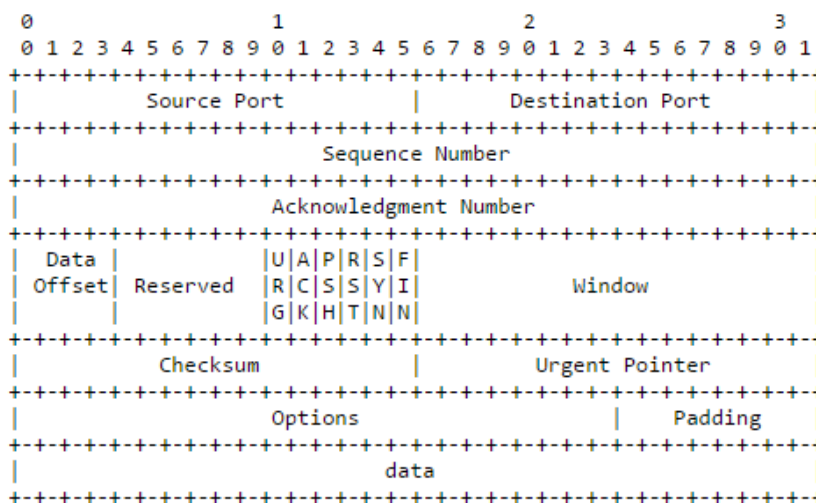 0                   1                   2                   3
 0 1 2 3 4 5 6 7 8 9 0 1 2 3 4 5 6 7 8 9 0 1 2 3 4 5 6 7 8 9 0 1
+-+-+-+-+-+-+-+-+-+-+-+-+-+-+-+-+-+-+-+-+-+-+-+-+-+-+-+-+-+-+-+-
|          Source Port          |       Destination Port
+-+-+-+-+-+-+-+-+-+-+-+-+-+-+-+-+-+-+-+-+-+-+-+-+-+-+-+-+-+-+-+-
|                        Sequence Number
+-+-+-+-+-+-+-+-+-+-+-+-+-+-+-+-+-+-+-+-+-+-+-+-+-+-+-+-+-+-+-+-
|                    Acknowledgment Number
+-+-+-+-+-+-+-+-+-+-+-+-+-+-+-+-+-+-+-+-+-+-+-+-+-+-+-+-+-+-+-+-
|  Data |           |U|A|P|R|S|F|
| Offset| Reserved  |R|C|S|S|Y|I|            Window
|       |           |G|K|H|T|N|N|
+-+-+-+-+-+-+-+-+-+-+-+-+-+-+-+-+-+-+-+-+-+-+-+-+-+-+-+-+-+-+-+-
|           Checksum            |         Urgent Pointer
+-+-+-+-+-+-+-+-+-+-+-+-+-+-+-+-+-+-+-+-+-+-+-+-+-+-+-+-+-+-+-+-
|                    Options                    |    Padding
+-+-+-+-+-+-+-+-+-+-+-+-+-+-+-+-+-+-+-+-+-+-+-+-+-+-+-+-+-+-+-+-
|                             data
+-+-+-+-+-+-+-+-+-+-+-+-+-+-+-+-+-+-+-+-+-+-+-+-+-+-+-+-+-+-+-+-